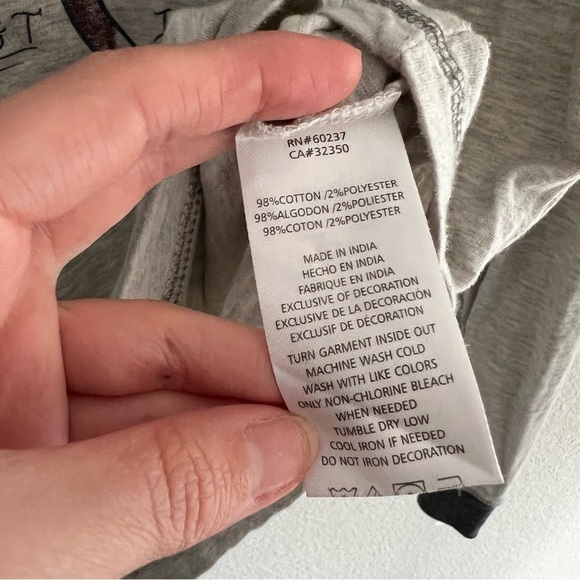 RN#60237
CA#32350
98%COTTON /2%POLYESTER
98%ALGODON /2%POLIESTER
98%COTON /2%POLYESTER
MADE IN INDIA
HECHO EN INDIA
FABRIQUE EN INDIA
EXCLUSIVE OF DECORATION
EXCLUSIVE DE LA DECORACIÓN
EXCLUSIF DE DÉCORATION
TURN GARMENT INSIDE OUT
MACHINE WASH COLD
WASH WITH LIKE COLORS
ONLY NON-CHLORINE BLEACH
WHEN NEEDED
TUMBLE DRY LOW
COOL IRON IF NEEDED
DO NOT IRON DECORATION